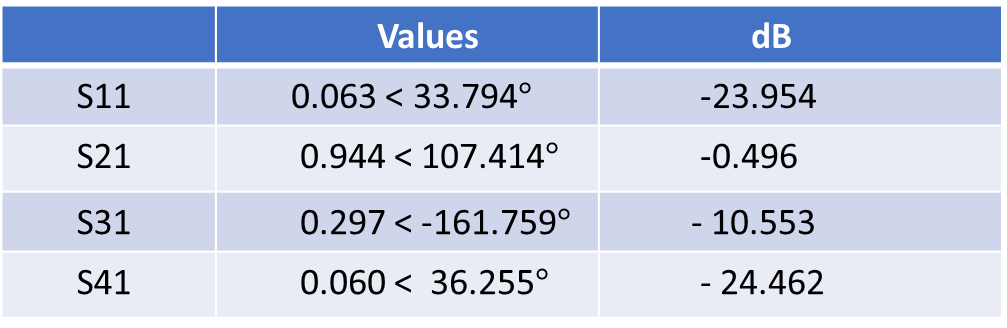 Values dB
S11 0.063 < 33.794° -23.954
S21 0.944 < 107.414° -0.496
S31 0.297 < -161.759° - 10.553
S41 0.060 <  36.255° - 24.462